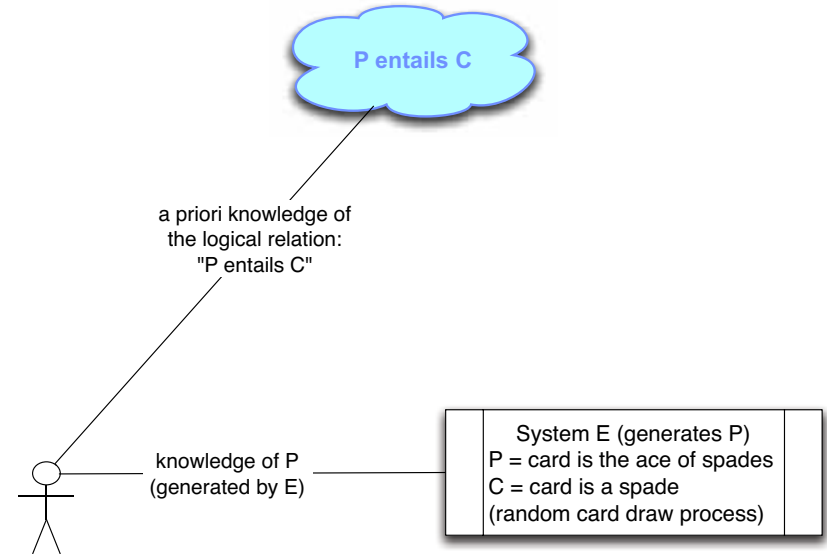 P entails C
a priori knowledge of
the logical relation:
"P entails C"
knowledge of P
(generated by E)
System E (generates P)
P = card is the ace of spades
C = card is a spade
(random card draw process)